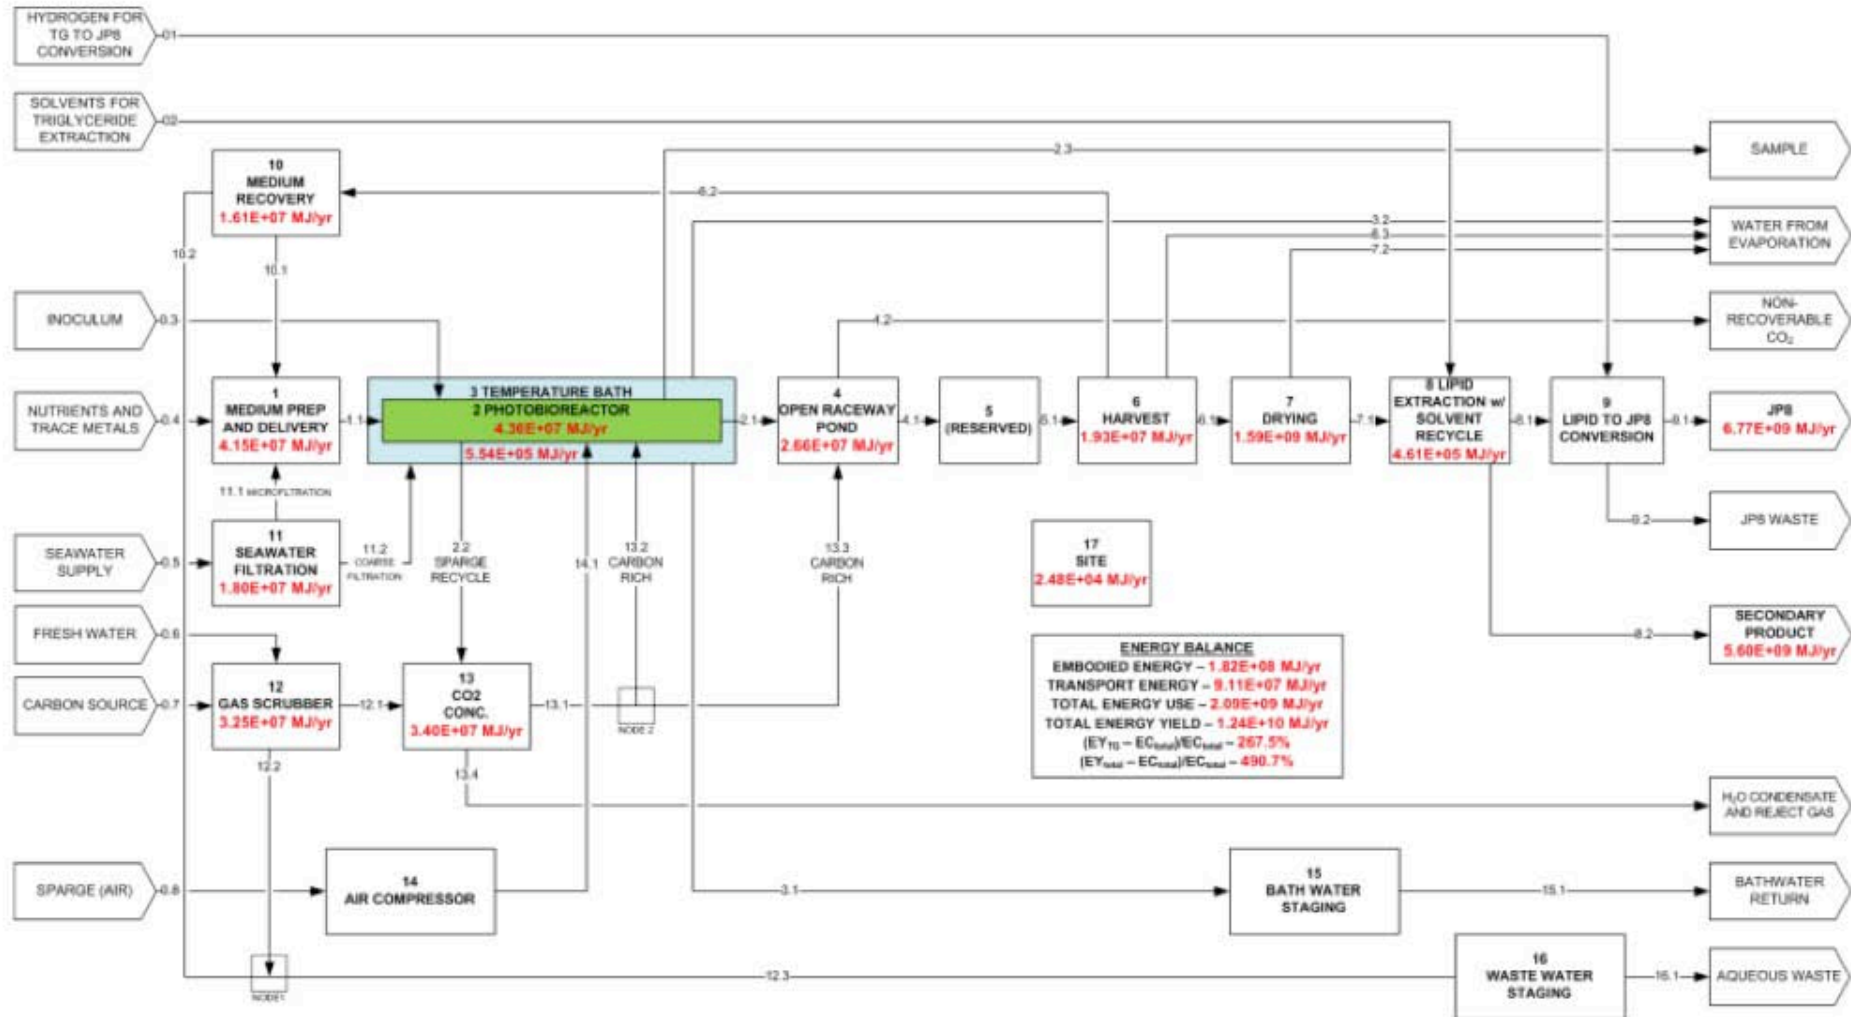 HYDROGEN FOR
TG TO JP8
CONVERSION
01
SOLVENTS FOR
TRIGLYCERIDE
EXTRACTION
02
2.3
SAMPLE
10
MEDIUM
RECOVERY
1.61E+07 MJ/yr
6.2
3.2
6.3
7.2
WATER FROM
EVAPORATION
10.2
10.1
INOCULUM
0.3
4.2
NON-
RECOVERABLE
CO₂
NUTRIENTS AND
TRACE METALS
0.4
1
MEDIUM PREP
AND DELIVERY
4.15E+07 MJ/yr
1.1
3 TEMPERATURE BATH
2 PHOTOBIOREACTOR
4.36E+07 MJ/yr
5.54E+05 MJ/yr
2.1
4
OPEN RACEWAY
POND
2.66E+07 MJ/yr
4.1
5
(RESERVED)
5.1
6
HARVEST
1.93E+07 MJ/yr
6.1
7
DRYING
1.59E+09 MJ/yr
7.1
8 LIPID
EXTRACTION w/
SOLVENT
RECYCLE
4.61E+05 MJ/yr
8.1
9
LIPID TO JP8
CONVERSION
9.1
JP8
6.77E+09 MJ/yr
11.1 MICROFILTRATION
SEAWATER
SUPPLY
0.5
11
SEAWATER
FILTRATION
1.80E+07 MJ/yr
11.2
COARSE
FILTRATION
2.2
SPARGE
RECYCLE
14.1
13.2
CARBON
RICH
13.3
CARBON
RICH
17
SITE
2.48E+04 MJ/yr
9.2
JP8 WASTE
FRESH WATER
0.6
8.2
SECONDARY
PRODUCT
5.60E+09 MJ/yr
CARBON SOURCE
0.7
12
GAS SCRUBBER
3.25E+07 MJ/yr
12.1
13
CO2
CONC.
3.40E+07 MJ/yr
13.1
NODE 2
ENERGY BALANCE
EMBODIED ENERGY – 1.82E+08 MJ/yr
TRANSPORT ENERGY – 9.11E+07 MJ/yr
TOTAL ENERGY USE – 2.09E+09 MJ/yr
TOTAL ENERGY YIELD – 1.24E+10 MJ/yr
(EY_TG – EC_total)/EC_total – 267.5%
(EY_total – EC_total)/EC_total – 490.7%
12.2
13.4
H₂O CONDENSATE
AND REJECT GAS
SPARGE (AIR)
0.8
14
AIR COMPRESSOR
3.1
15
BATH WATER
STAGING
15.1
BATHWATER
RETURN
NODE1
12.3
16
WASTE WATER
STAGING
16.1
AQUEOUS WASTE